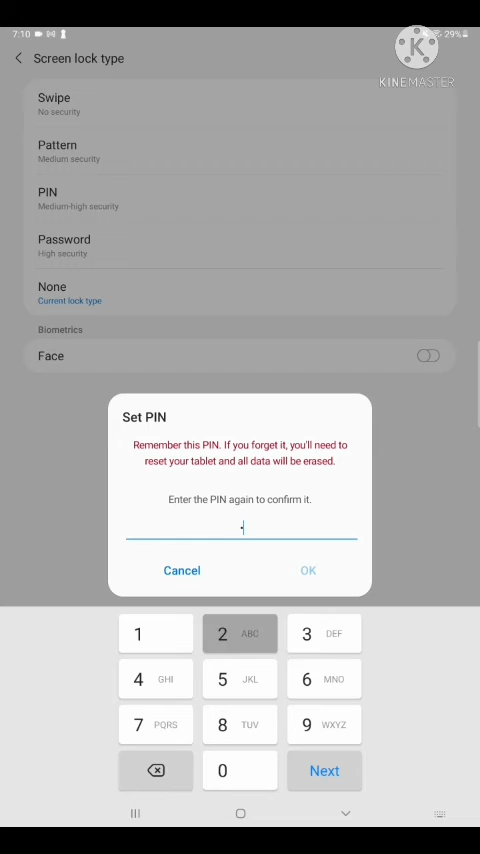 7:10
29%
Screen lock type
K
KINEMASTER
Swipe
No security
Pattern
Medium security
PIN
Medium-high security
Password
High security
None
Current lock type
Biometrics
Face
Set PIN
Remember this PIN. If you forget it, you'll need to
reset your tablet and all data will be erased.
Enter the PIN again to confirm it.
Cancel OK
1 2 ABC 3 DEF
4 GHI 5 JKL 6 MNO
7 PQRS 8 TUV 9 WXYZ
0 Next